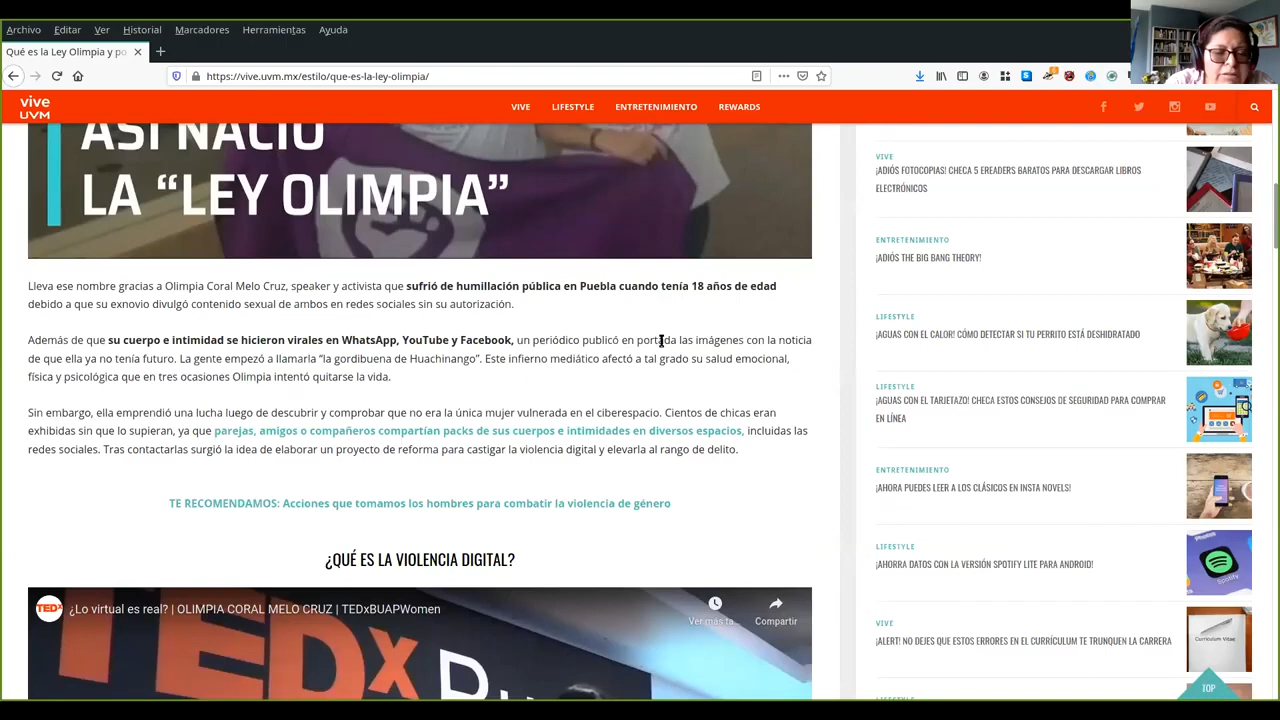 Archivo Editar Ver Historial Marcadores Herramientas Ayuda
Qué es la Ley Olimpia y po
https://vive.uvm.mx/estilo/que-es-la-ley-olimpia/
vive
UVM
VIVE LIFESTYLE ENTRETENIMIENTO REWARDS
ASÍ NACIÓ
LA “LEY OLIMPIA”
Lleva ese nombre gracias a Olimpia Coral Melo Cruz, speaker y activista que sufrió de humillación pública en Puebla cuando tenía 18 años de edad
debido a que su exnovio divulgó contenido sexual de ambos en redes sociales sin su autorización.
Además de que su cuerpo e intimidad se hicieron virales en WhatsApp, YouTube y Facebook, un periódico publicó en portada las imágenes con la noticia
de que ella ya no tenía futuro. La gente empezó a llamarla “la gordibuena de Huachinango”. Este infierno mediático afectó a tal grado su salud emocional,
física y psicológica que en tres ocasiones Olimpia intentó quitarse la vida.
Sin embargo, ella emprendió una lucha luego de descubrir y comprobar que no era la única mujer vulnerada en el ciberespacio. Cientos de chicas eran
exhibidas sin que lo supieran, ya que parejas, amigos o compañeros compartían packs de sus cuerpos e intimidades en diversos espacios, incluidas las
redes sociales. Tras contactarlas surgió la idea de elaborar un proyecto de reforma para castigar la violencia digital y elevarla al rango de delito.
TE RECOMENDAMOS: Acciones que tomamos los hombres para combatir la violencia de género
¿QUÉ ES LA VIOLENCIA DIGITAL?
TEDx ¿Lo virtual es real? | OLIMPIA CORAL MELO CRUZ | TEDxBUAPWomen
Ver más ta... Compartir
TEDx
VIVE
¡ADIÓS FOTOCOPIAS! CHECA 5 EREADERS BARATOS PARA DESCARGAR LIBROS
ELECTRÓNICOS
ENTRETENIMIENTO
¡ADIÓS THE BIG BANG THEORY!
LIFESTYLE
¡AGUAS CON EL CALOR! CÓMO DETECTAR SI TU PERRITO ESTÁ DESHIDRATADO
LIFESTYLE
¡AGUAS CON EL TARJETAZO! CHECA ESTOS CONSEJOS DE SEGURIDAD PARA COMPRAR
EN LÍNEA
ENTRETENIMIENTO
¡AHORA PUEDES LEER A LOS CLÁSICOS EN INSTA NOVELS!
LIFESTYLE
¡AHORRA DATOS CON LA VERSIÓN SPOTIFY LITE PARA ANDROID!
Spotify
VIVE
¡ALERT! NO DEJES QUE ESTOS ERRORES EN EL CURRÍCULUM TE TRUNQUEN LA CARRERA
Curriculum Vitae
TOP